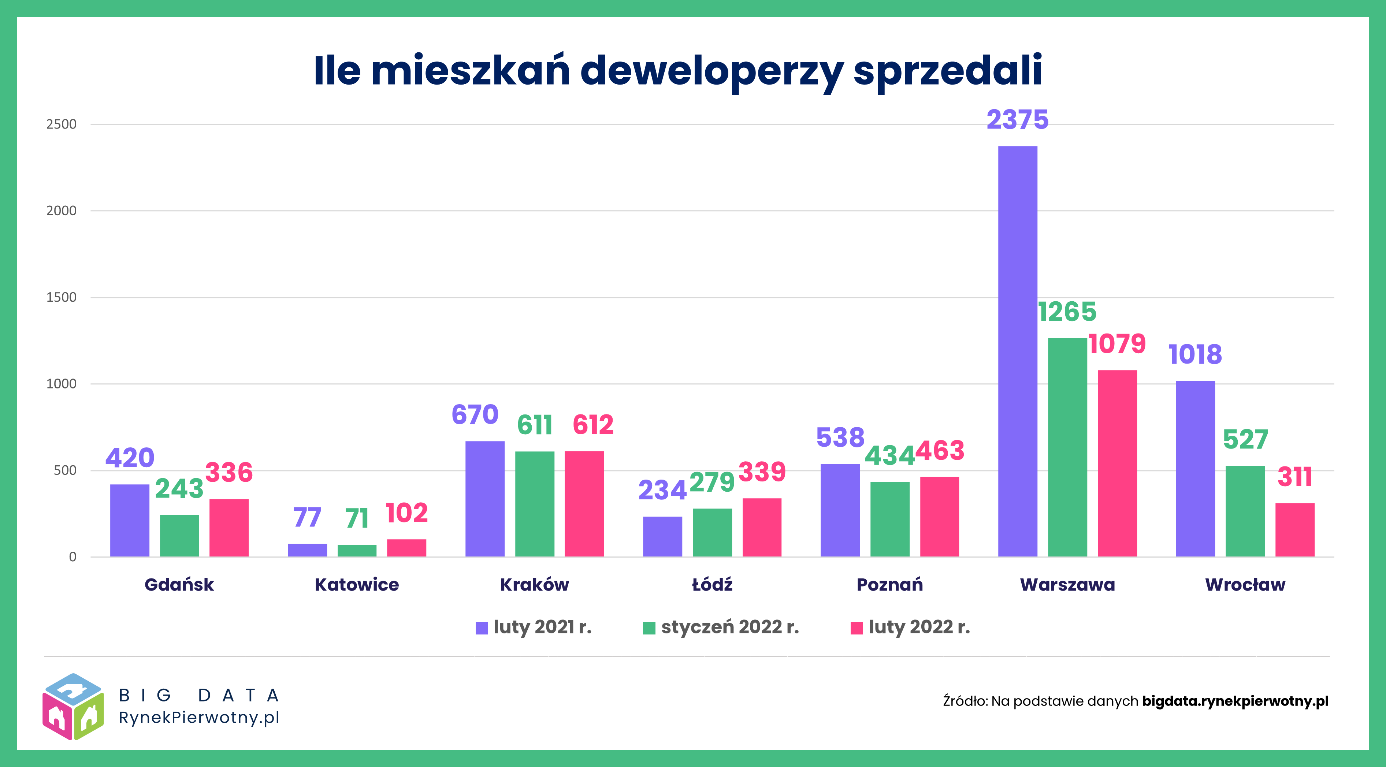 Ile mieszkań deweloperzy sprzedali
2500
2000
1500
1000
500
0
420
243
336
77
71
102
670
611
612
234
279
339
538
434
463
2375
1265
1079
1018
527
311
Gdańsk
Katowice
Kraków
Łódź
Poznań
Warszawa
Wrocław
luty 2021 r.
styczeń 2022 r.
luty 2022 r.
BIG DATA
RynekPierwotny.pl
Źródło: Na podstawie danych bigdata.rynekpierwotny.pl